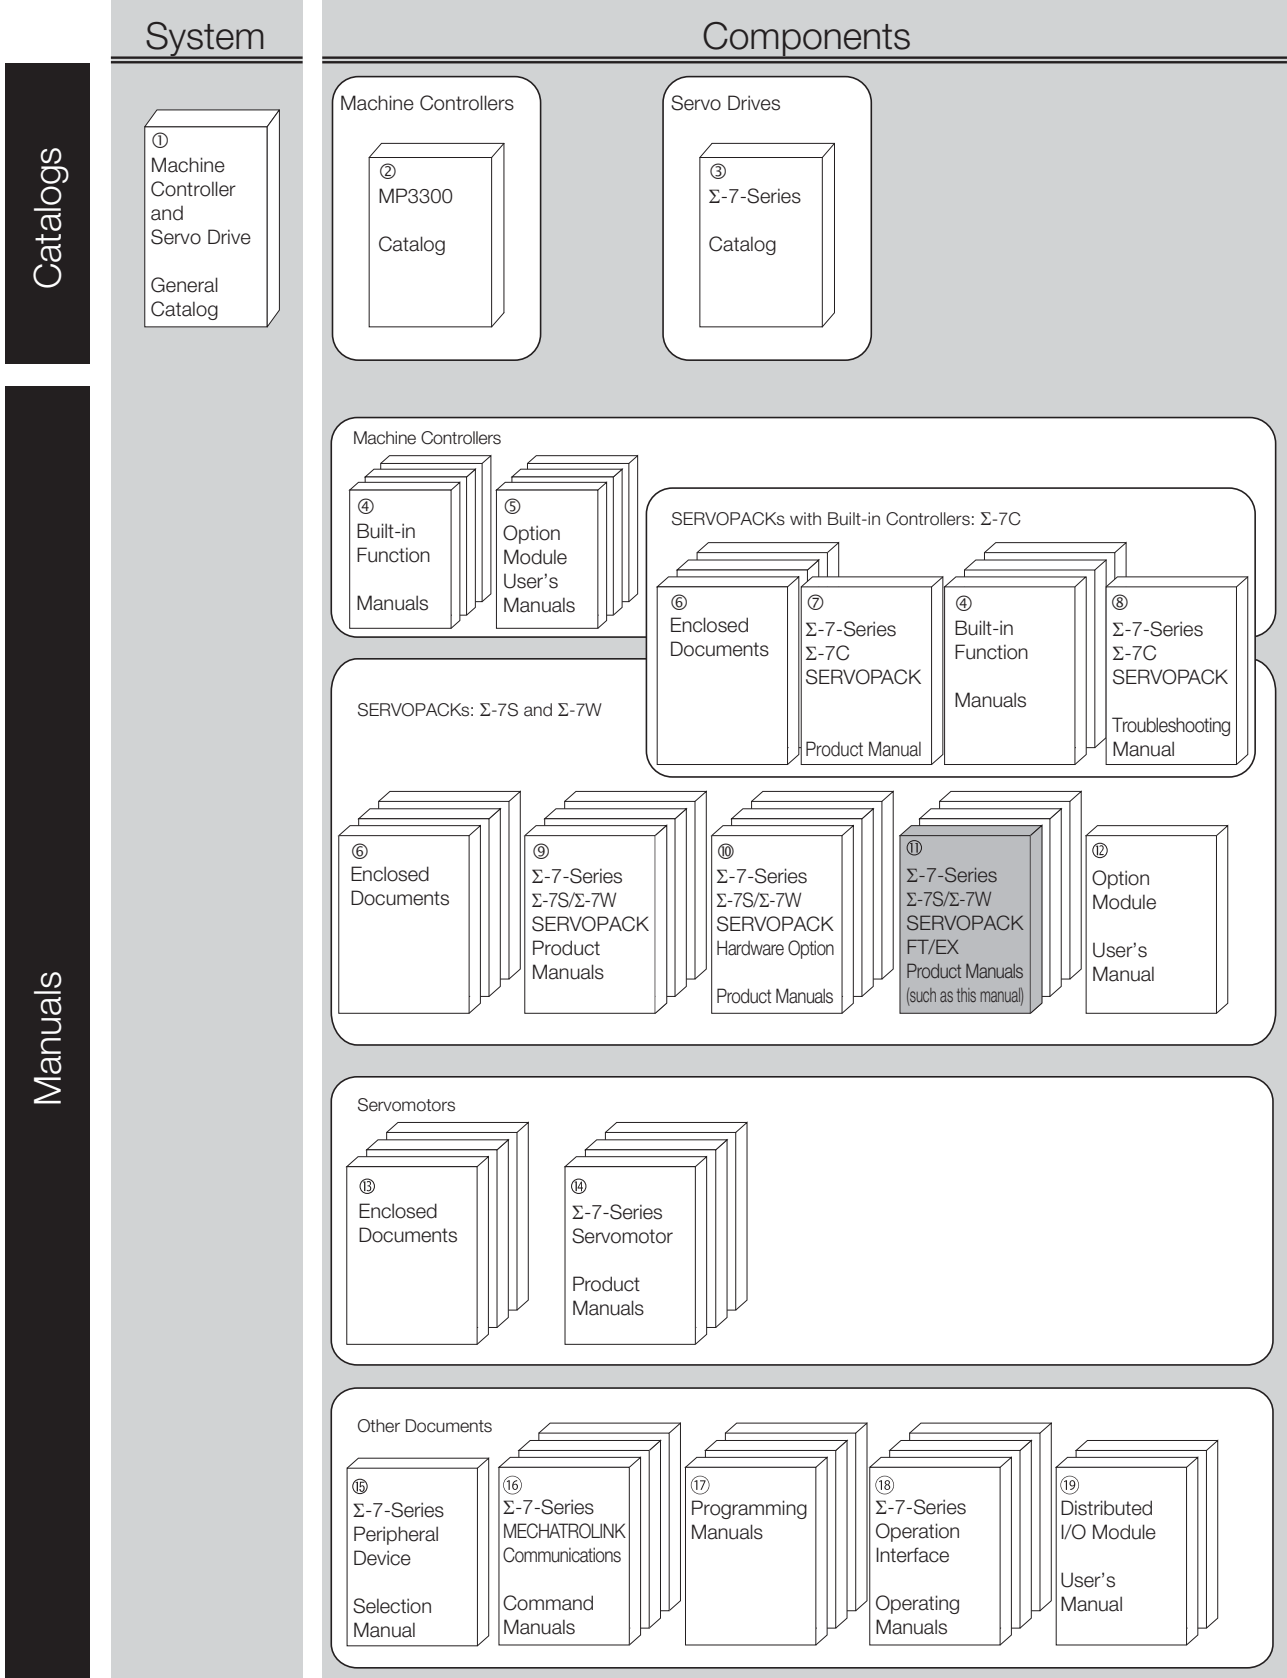 System
Components
Catalogs
①
Machine
Controller
and
Servo Drive
General
Catalog
Machine Controllers
②
MP3300
Catalog
Servo Drives
③
Σ-7-Series
Catalog
Manuals
Machine Controllers
④
Built-in
Function
Manuals
⑤
Option
Module
User's
Manuals
SERVOPACKs with Built-in Controllers: Σ-7C
⑥
Enclosed
Documents
⑦
Σ-7-Series
Σ-7C
SERVOPACK
Product Manual
④
Built-in
Function
Manuals
⑧
Σ-7-Series
Σ-7C
SERVOPACK
Troubleshooting
Manual
SERVOPACKs: Σ-7S and Σ-7W
⑥
Enclosed
Documents
⑨
Σ-7-Series
Σ-7S/Σ-7W
SERVOPACK
Product
Manuals
⑩
Σ-7-Series
Σ-7S/Σ-7W
SERVOPACK
Hardware Option
Product Manuals
⑪
Σ-7-Series
Σ-7S/Σ-7W
SERVOPACK
FT/EX
Product Manuals
(such as this manual)
⑫
Option
Module
User's
Manual
Servomotors
⑬
Enclosed
Documents
⑭
Σ-7-Series
Servomotor
Product
Manuals
Other Documents
⑮
Σ-7-Series
Peripheral
Device
Selection
Manual
⑯
Σ-7-Series
MECHATROLINK
Communications
Command
Manuals
⑰
Programming
Manuals
⑱
Σ-7-Series
Operation
Interface
Operating
Manuals
⑲
Distributed
I/O Module
User's
Manual